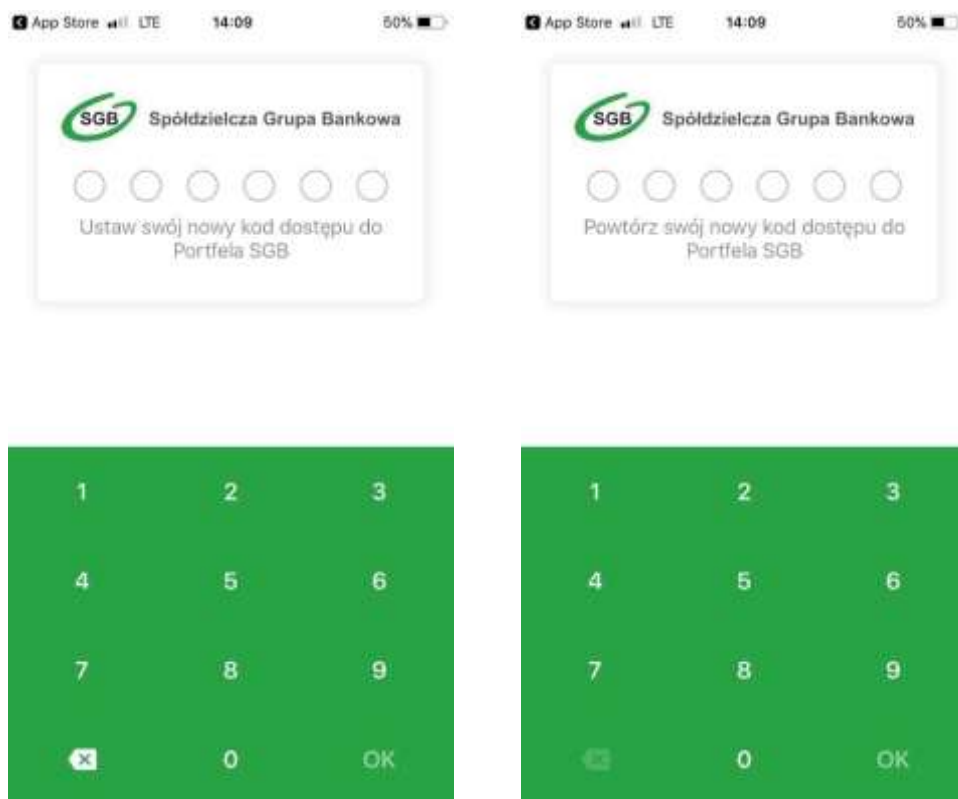 App Store LTE 14:09 50%
SGB Spółdzielcza Grupa Bankowa
Ustaw swój nowy kod dostępu do
Portfela SGB
1 2 3
4 5 6
7 8 9
0 OK
App Store LTE 14:09 50%
SGB Spółdzielcza Grupa Bankowa
Powtórz swój nowy kod dostępu do
Portfela SGB
1 2 3
4 5 6
7 8 9
0 OK